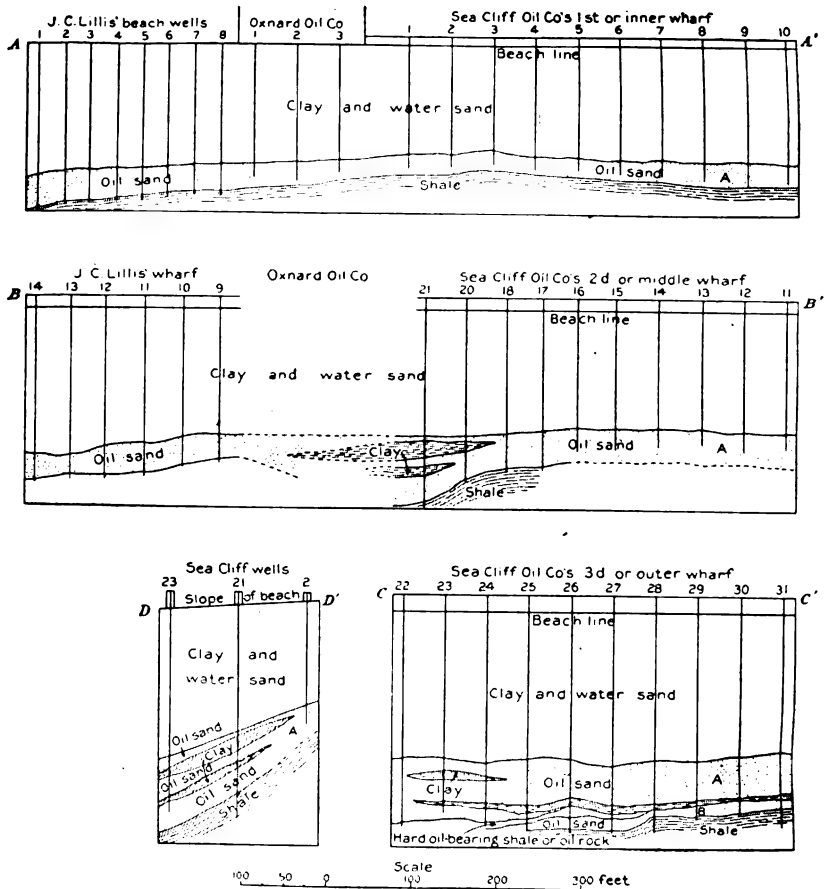 J. C. Lillis' beach wells Oxnard Oil Co Sea Cliff Oil Co's 1st or inner wharf
A 1 2 3 4 5 6 7 8 1 2 3 1 2 3 4 5 6 7 8 9 10 A'
Beach line
Clay and water sand
Oil sand Oil sand A
Shale
J. C. Lillis' wharf Oxnard Oil Co Sea Cliff Oil Co's 2d or middle wharf
B 14 13 12 11 10 9 21 20 18 17 16 15 14 13 12 11 B'
Beach line
Clay and water sand
Oil sand Clay Oil sand A
Shale
Sea Cliff wells
23 21 2
D Slope of beach D'
Clay and
water sand
Oil sand
Clay A
Oil sand
Oil sand
Shale
Sea Cliff Oil Co's 3d or outer wharf
C 22 23 24 25 26 27 28 29 30 31 C'
Beach line
Clay and water sand
Oil sand A
Clay
B
Oil sand Shale
Hard oil-bearing shale or oil rock
Scale
100 50 0 100 200 300 feet